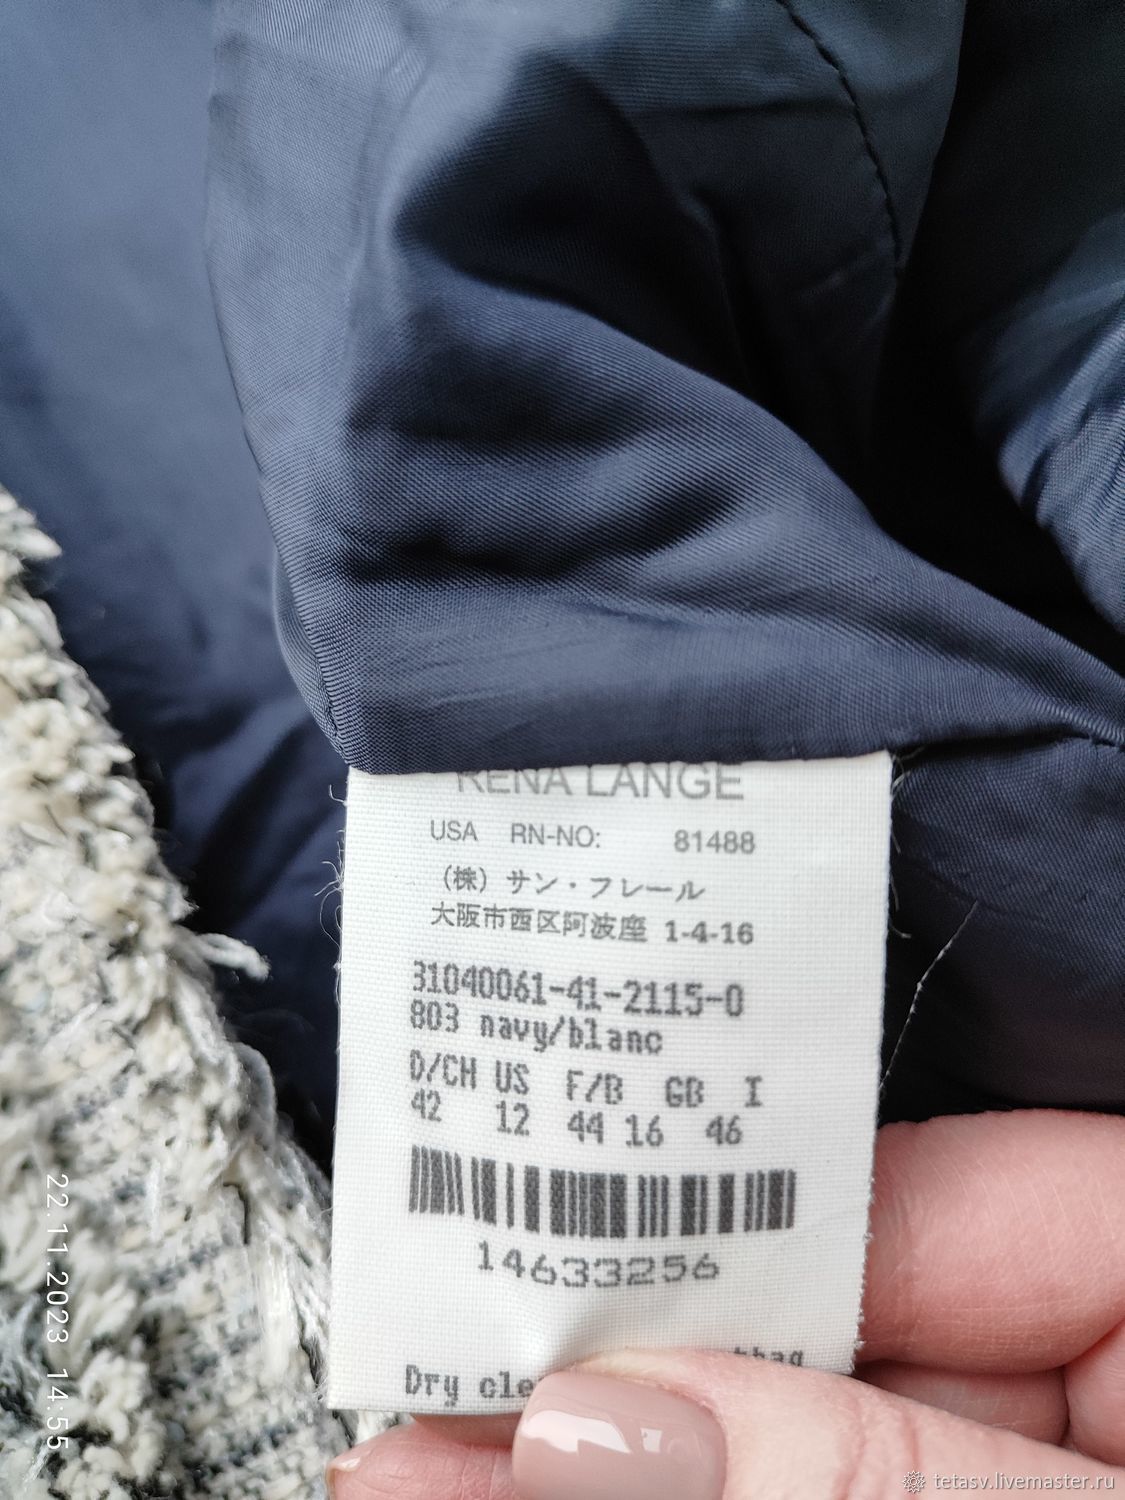 RENA LANGE
USA RN-NO: 81488
(株) サン・フレール
大阪市西区阿波座 1-4-16
31040061-41-2115-0
803 navy/blanc
D/CH US F/B GB I
42 12 44 16 46
14633256
Dry
22.11.2023 14:55
tetasv.livemaster.ru